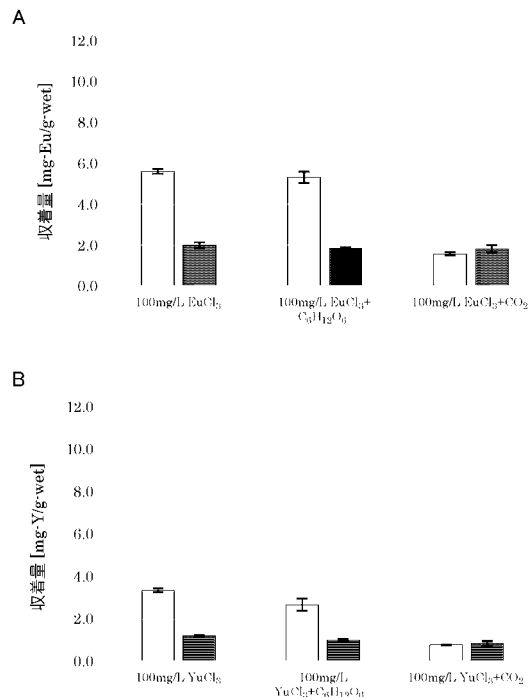 A
収着量 [mg-Eu/g-wet]
12.0
10.0
8.0
6.0
4.0
2.0
0.0
100mg/L EuCl₃
100mg/L EuCl₃+
C₆H₁₂O₆
100mg/L EuCl₃+CO₂
B
収着量 [mg-Y/g-wet]
12.0
10.0
8.0
6.0
4.0
2.0
0.0
100mg/L YuCl₃
100mg/L
YuCl₃+C₆H₁₂O₆
100mg/L YuCl₃+CO₂